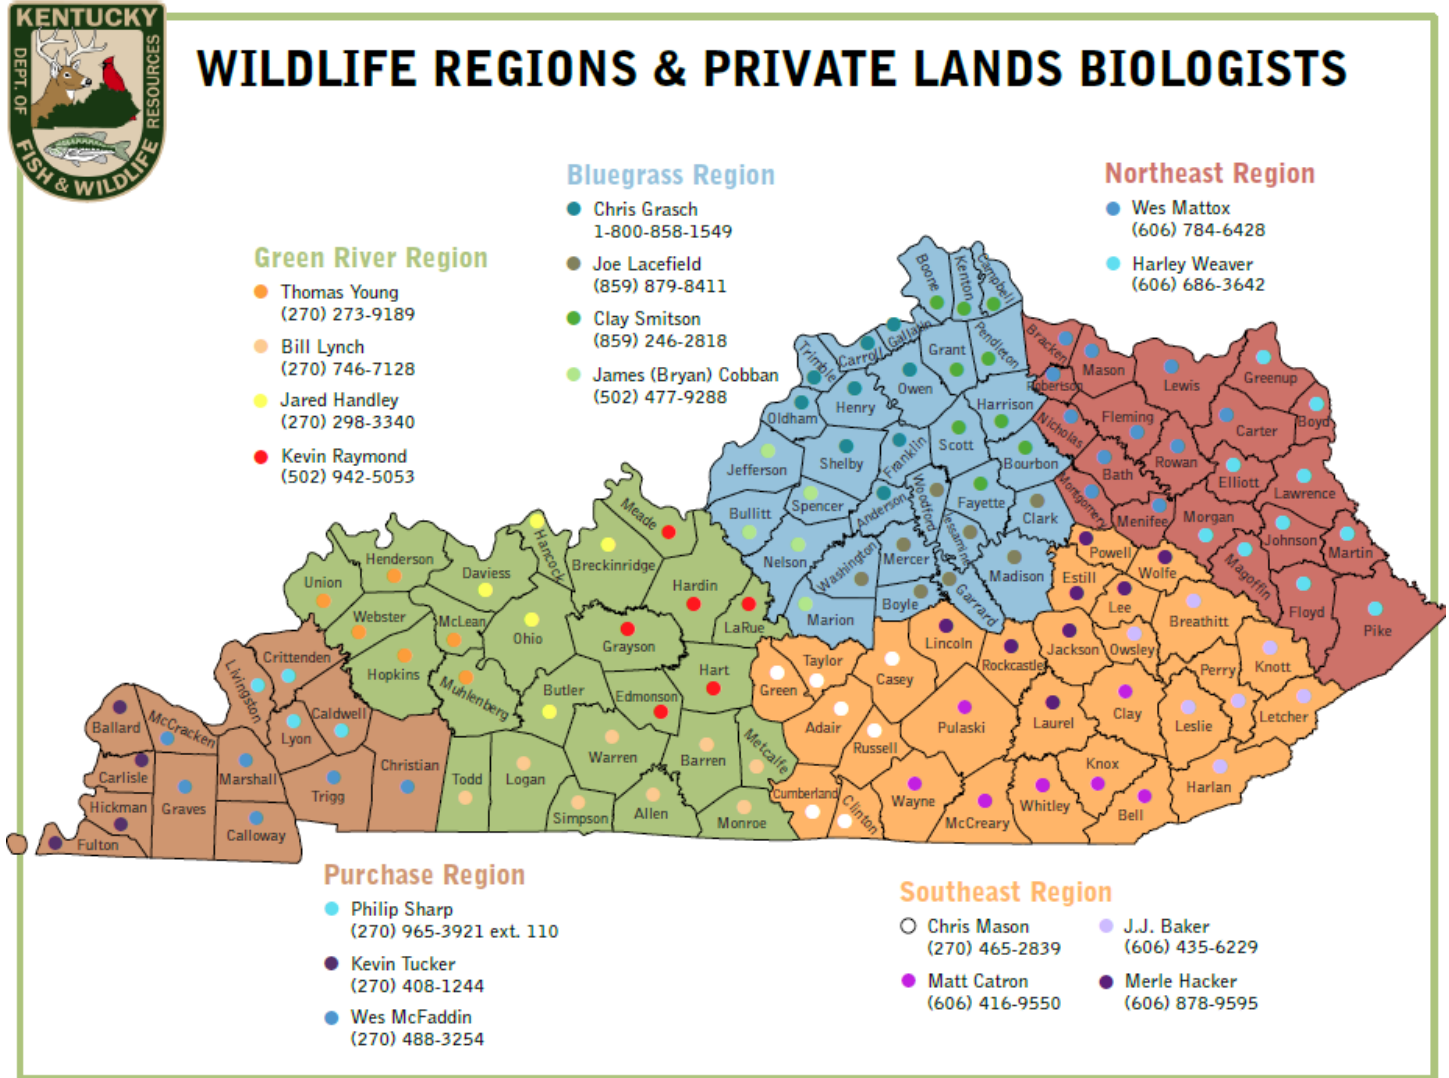 KENTUCKY
DEPT. OF
FISH & WILDLIFE
RESOURCES
WILDLIFE REGIONS & PRIVATE LANDS BIOLOGISTS
Bluegrass Region
Chris Grasch
1-800-858-1549
Joe Lacefield
(859) 879-8411
Clay Smitson
(859) 246-2818
James (Bryan) Cobban
(502) 477-9288
Northeast Region
Wes Mattox
(606) 784-6428
Harley Weaver
(606) 686-3642
Green River Region
Thomas Young
(270) 273-9189
Bill Lynch
(270) 746-7128
Jared Handley
(270) 298-3340
Kevin Raymond
(502) 942-5053
Boone
Kenton
Campbell
Trimble
Carroll
Gallatin
Grant
Pendleton
Owen
Oldham
Henry
Harrison
Jefferson
Shelby
Franklin
Scott
Bourbon
Bullitt
Spencer
Anderson
Woodford
Fayette
Clark
Jessamine
Nelson
Washington
Mercer
Madison
Marion
Boyle
Garrard
Bracken
Mason
Robertson
Lewis
Greenup
Nicholas
Fleming
Carter
Boyd
Bath
Rowan
Elliott
Lawrence
Montgomery
Menifee
Morgan
Johnson
Martin
Magoffin
Floyd
Pike
Meade
Hancock
Breckinridge
Henderson
Daviess
Union
Webster
McLean
Ohio
Hardin
LaRue
Grayson
Hopkins
Muhlenberg
Butler
Edmonson
Hart
Warren
Barren
Metcalfe
Todd
Logan
Simpson
Allen
Monroe
Crittenden
Livingston
Ballard
McCracken
Lyon
Caldwell
Carlisle
Marshall
Trigg
Christian
Hickman
Graves
Calloway
Fulton
Powell
Wolfe
Estill
Lee
Breathitt
Lincoln
Rockcastle
Jackson
Owsley
Perry
Knott
Taylor
Green
Casey
Adair
Russell
Pulaski
Laurel
Clay
Leslie
Letcher
Cumberland
Clinton
Wayne
McCreary
Whitley
Knox
Bell
Harlan
Purchase Region
Philip Sharp
(270) 965-3921 ext. 110
Kevin Tucker
(270) 408-1244
Wes McFaddin
(270) 488-3254
Southeast Region
Chris Mason
(270) 465-2839
Matt Catron
(606) 416-9550
J.J. Baker
(606) 435-6229
Merle Hacker
(606) 878-9595